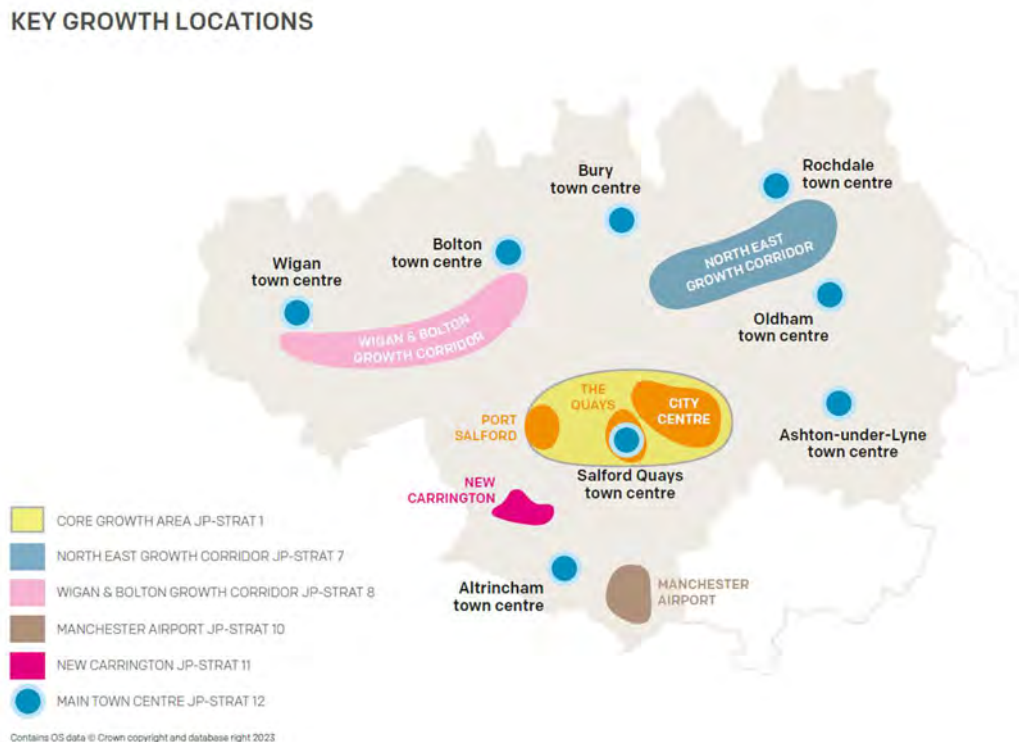 KEY GROWTH LOCATIONS
Bury
town centre
Rochdale
town centre
Bolton
town centre
Wigan
town centre
NORTH EAST
GROWTH CORRIDOR
Oldham
town centre
WIGAN & BOLTON
GROWTH CORRIDOR
THE
QUAYS
CITY
CENTRE
PORT
SALFORD
Ashton-under-Lyne
town centre
Salford Quays
town centre
NEW
CARRINGTON
Altrincham
town centre
MANCHESTER
AIRPORT
CORE GROWTH AREA JP-STRAT 1
NORTH EAST GROWTH CORRIDOR JP-STRAT 7
WIGAN & BOLTON GROWTH CORRIDOR JP-STRAT 8
MANCHESTER AIRPORT JP-STRAT 10
NEW CARRINGTON JP-STRAT 11
MAIN TOWN CENTRE JP-STRAT 12
Contains OS data © Crown copyright and database right 2023